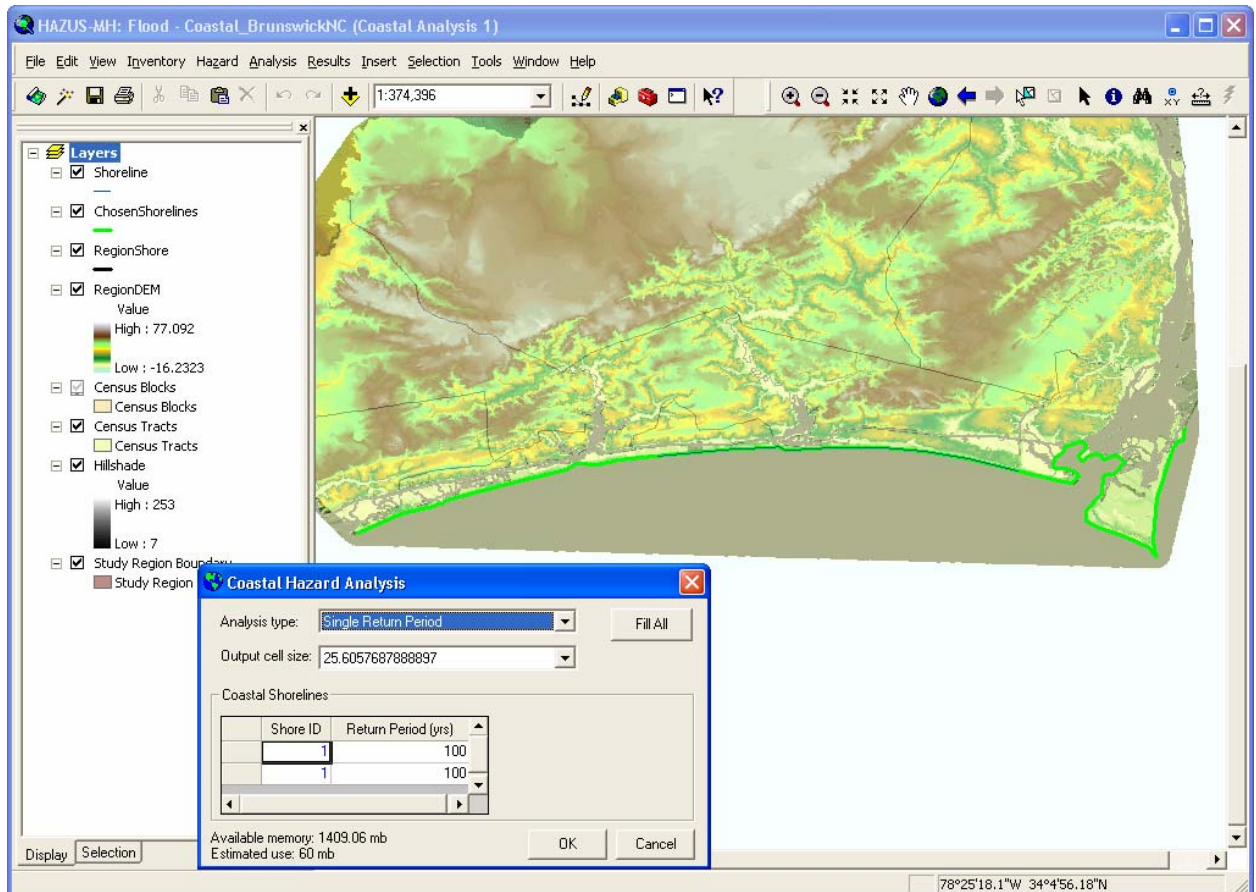 HAZUS-MH: Flood - Coastal_BrunswickNC (Coastal Analysis 1)
File Edit View Inventory Hazard Analysis Results Insert Selection Tools Window Help
1:374,396
XY
Layers
Shoreline
ChosenShorelines
RegionShore
RegionDEM
Value
High : 77.092
Low : -16.2323
Census Blocks
Census Blocks
Census Tracts
Census Tracts
Hillshade
Value
High : 253
Low : 7
Study Region Boundary
Study Region
Coastal Hazard Analysis
Analysis type: Single Return Period Fill All
Output cell size: 25.6057687888897
Coastal Shorelines
Shore ID Return Period (yrs)
1 100
1 100
Available memory: 1409.06 mb
Estimated use: 60 mb
OK Cancel
Display Selection
78°25'18.1"W 34°4'56.18"N